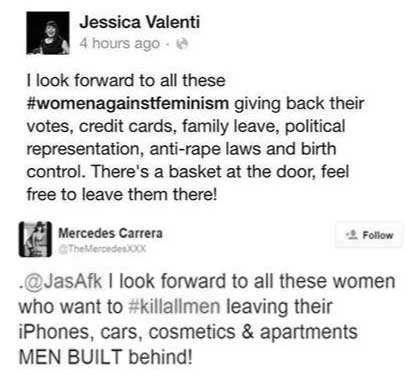 Jessica Valenti
4 hours ago ·
I look forward to all these
#womenagainstfeminism giving back their
votes, credit cards, family leave, political
representation, anti-rape laws and birth
control. There's a basket at the door, feel
free to leave them there!
Mercedes Carrera
@TheMercedesXXX
Follow
.@JasAfk I look forward to all these women
who want to #killallmen leaving their
iPhones, cars, cosmetics & apartments
MEN BUILT behind!